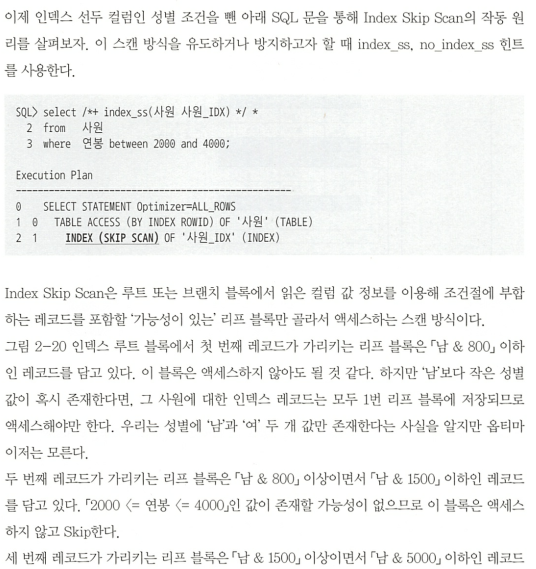 이제 인덱스 선두 컬럼인 성별 조건을 뺀 아래 SQL 문을 통해 Index Skip Scan의 작동 원
리를 살펴보자. 이 스캔 방식을 유도하거나 방지하고자 할 때 index_ss, no_index_ss 힌트
를 사용한다.
SQL> select /*+ index_ss(사원 사원_IDX) */ *
2 from 사원
3 where 연봉 between 2000 and 4000;
Execution Plan
--------------------------------------------------
0 SELECT STATEMENT Optimizer=ALL_ROWS
1 0 TABLE ACCESS (BY INDEX ROWID) OF '사원' (TABLE)
2 1 INDEX (SKIP SCAN) OF '사원_IDX' (INDEX)
Index Skip Scan은 루트 또는 브랜치 블록에서 읽은 컬럼 값 정보를 이용해 조건절에 부합
하는 레코드를 포함할 '가능성이 있는' 리프 블록만 골라서 액세스하는 스캔 방식이다.
그림 2-20 인덱스 루트 블록에서 첫 번째 레코드가 가리키는 리프 블록은 「남 & 800」 이하
인 레코드를 담고 있다. 이 블록은 액세스하지 않아도 될 것 같다. 하지만 '남'보다 작은 성별
값이 혹시 존재한다면, 그 사원에 대한 인덱스 레코드는 모두 1번 리프 블록에 저장되므로
액세스해야만 한다. 우리는 성별에 '남'과 '여' 두 개 값만 존재한다는 사실을 알지만 옵티마
이저는 모른다.
두 번째 레코드가 가리키는 리프 블록은 「남 & 800」 이상이면서 「남 & 1500」 이하인 레코드
를 담고 있다. 「2000 <= 연봉 <= 4000」인 값이 존재할 가능성이 없으므로 이 블록은 액세스
하지 않고 Skip한다.
세 번째 레코드가 가리키는 리프 블록은 「남 & 1500」 이상이면서 「남 & 5000」 이하인 레코드